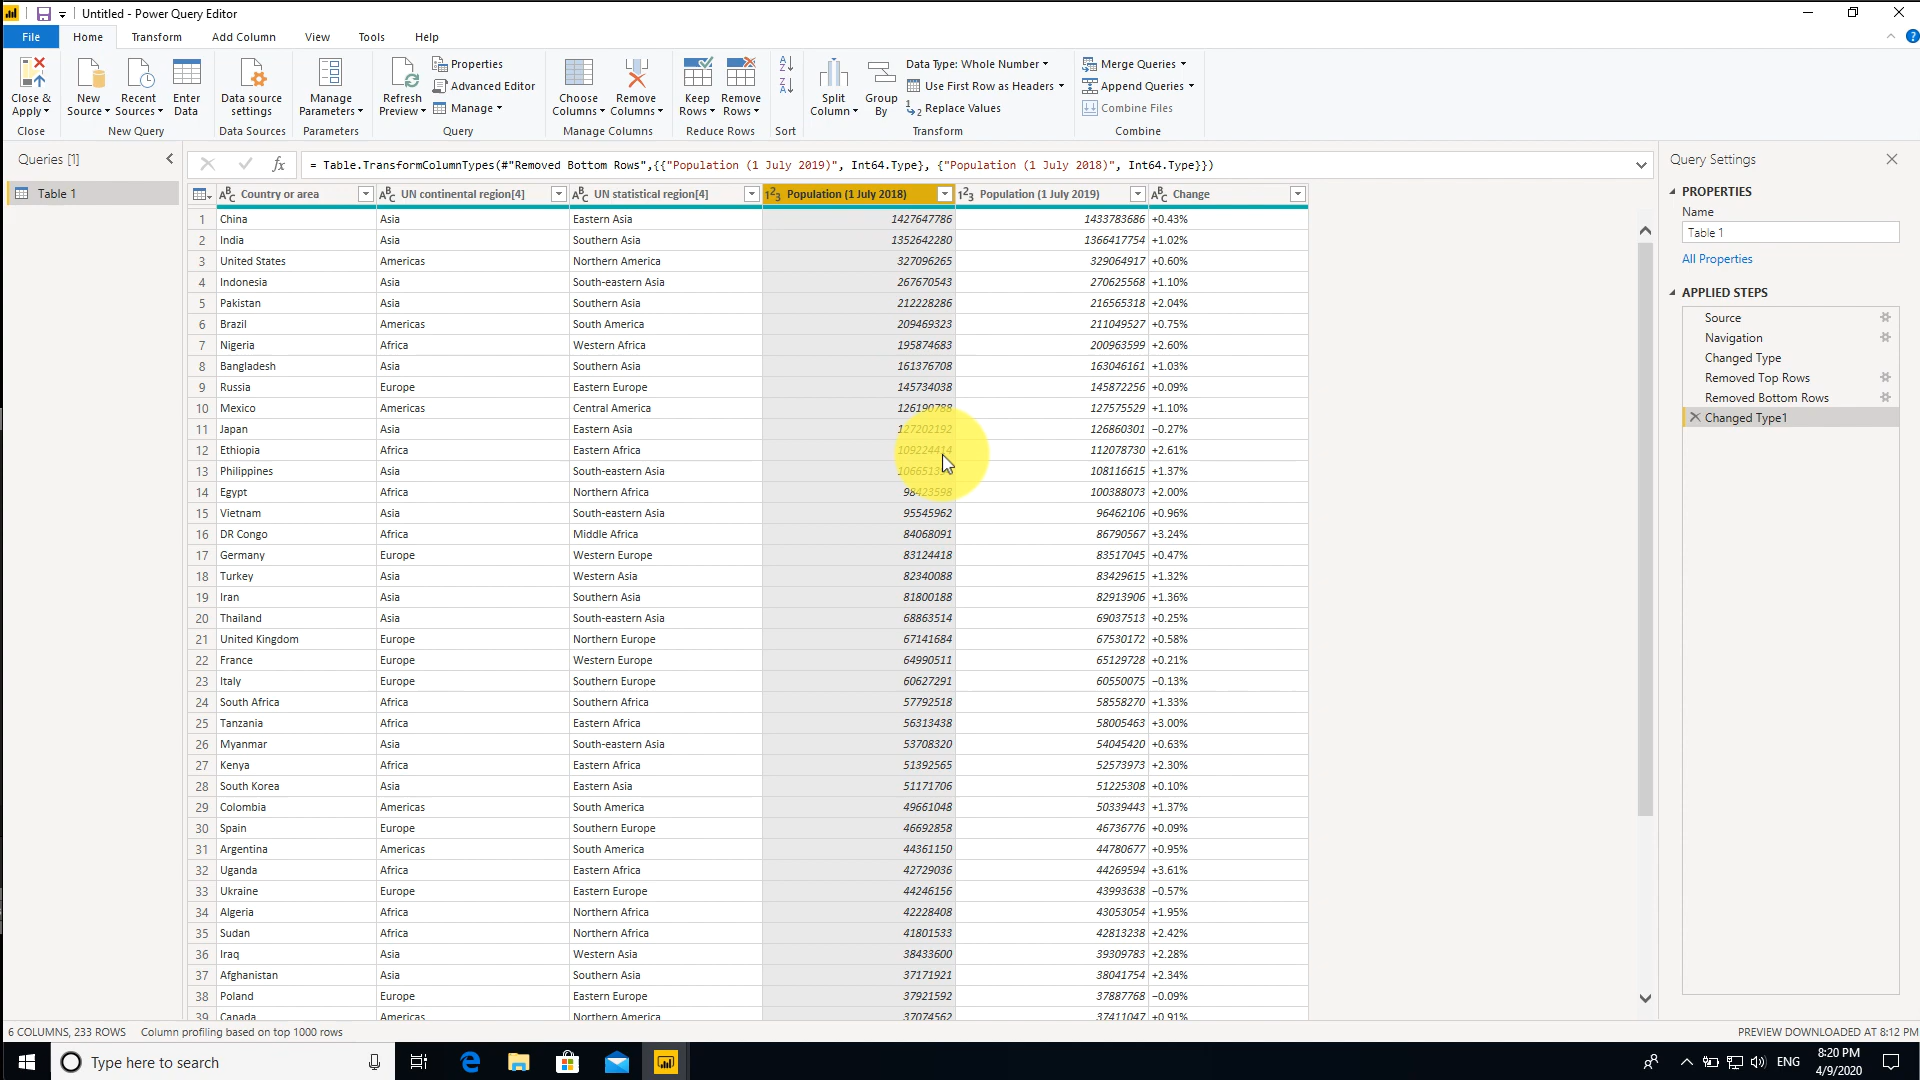 Untitled - Power Query Editor
File Home Transform Add Column View Tools Help
Close & Apply
Close
New Source
Recent Sources
Enter Data
New Query
Data source settings
Data Sources
Manage Parameters
Parameters
Refresh Preview
Properties
Advanced Editor
Manage
Query
Choose Columns
Remove Columns
Manage Columns
Keep Rows
Remove Rows
Reduce Rows
Sort
Split Column
Group By
Data Type: Whole Number
Use First Row as Headers
Replace Values
Transform
Merge Queries
Append Queries
Combine Files
Combine
Queries [1]
Table 1
fx = Table.TransformColumnTypes(#"Removed Bottom Rows",{{"Population (1 July 2019)", Int64.Type}, {"Population (1 July 2018)", Int64.Type}})
Country or area UN continental region[4] UN statistical region[4] Population (1 July 2018) Population (1 July 2019) Change
1 China Asia Eastern Asia 1427647786 1433783686 +0.43%
2 India Asia Southern Asia 1352642280 1366417754 +1.02%
3 United States Americas Northern America 327096265 329064917 +0.60%
4 Indonesia Asia South-eastern Asia 267670543 270625568 +1.10%
5 Pakistan Asia Southern Asia 212228286 216565318 +2.04%
6 Brazil Americas South America 209469323 211049527 +0.75%
7 Nigeria Africa Western Africa 195874683 200963599 +2.60%
8 Bangladesh Asia Southern Asia 161376708 163046161 +1.03%
9 Russia Europe Eastern Europe 145734038 145872256 +0.09%
10 Mexico Americas Central America 126190788 127575529 +1.10%
11 Japan Asia Eastern Asia 127202192 126860301 −0.27%
12 Ethiopia Africa Eastern Africa 109224414 112078730 +2.61%
13 Philippines Asia South-eastern Asia 108116615 +1.37%
14 Egypt Africa Northern Africa 98423598 100388073 +2.00%
15 Vietnam Asia South-eastern Asia 95545962 96462106 +0.96%
16 DR Congo Africa Middle Africa 84068091 86790567 +3.24%
17 Germany Europe Western Europe 83124418 83517045 +0.47%
18 Turkey Asia Western Asia 82340088 83429615 +1.32%
19 Iran Asia Southern Asia 81800188 82913906 +1.36%
20 Thailand Asia South-eastern Asia 68863514 69037513 +0.25%
21 United Kingdom Europe Northern Europe 67141684 67530172 +0.58%
22 France Europe Western Europe 64990511 65129728 +0.21%
23 Italy Europe Southern Europe 60627291 60550075 −0.13%
24 South Africa Africa Southern Africa 57792518 58558270 +1.33%
25 Tanzania Africa Eastern Africa 56313438 58005463 +3.00%
26 Myanmar Asia South-eastern Asia 53708320 54045420 +0.63%
27 Kenya Africa Eastern Africa 51392565 52573973 +2.30%
28 South Korea Asia Eastern Asia 51171706 51225308 +0.10%
29 Colombia Americas South America 49661048 50339443 +1.37%
30 Spain Europe Southern Europe 46692858 46736776 +0.09%
31 Argentina Americas South America 44361150 44780677 +0.95%
32 Uganda Africa Eastern Africa 42729036 44269594 +3.61%
33 Ukraine Europe Eastern Europe 44246156 43993638 −0.57%
34 Algeria Africa Northern Africa 42228408 43053054 +1.95%
35 Sudan Africa Northern Africa 41801533 42813238 +2.42%
36 Iraq Asia Western Asia 38433600 39309783 +2.28%
37 Afghanistan Asia Southern Asia 37171921 38041754 +2.34%
38 Poland Europe Eastern Europe 37921592 37887768 −0.09%
39 Canada Americas Northern America 37074562 37411047 +0.91%
Query Settings
PROPERTIES
Name
Table 1
All Properties
APPLIED STEPS
Source
Navigation
Changed Type
Removed Top Rows
Removed Bottom Rows
Changed Type1
6 COLUMNS, 233 ROWS Column profiling based on top 1000 rows
PREVIEW DOWNLOADED AT 8:12 PM
Type here to search
ENG
8:20 PM
4/9/2020